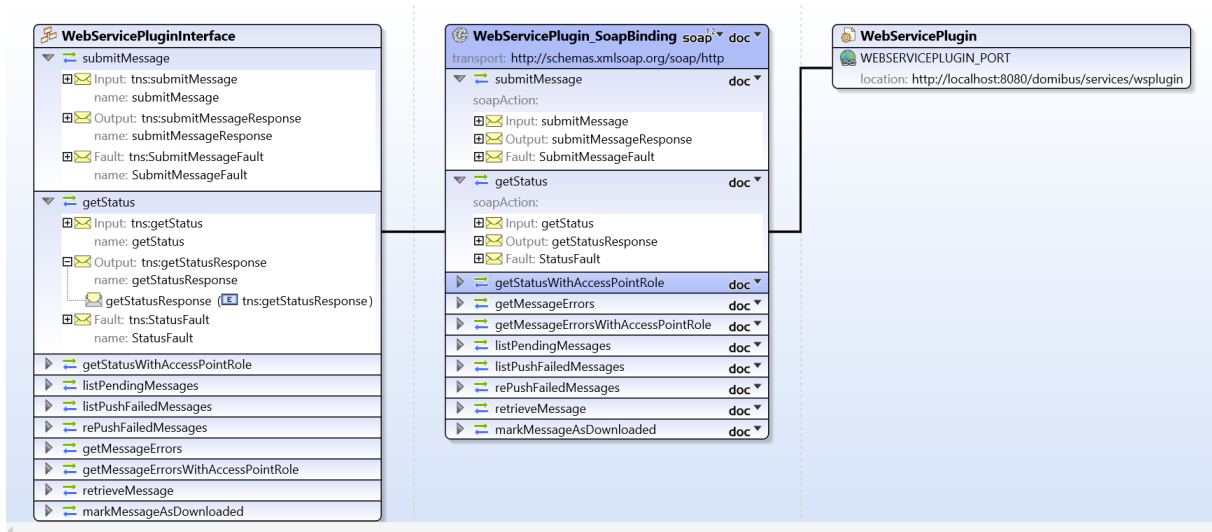 WebServicePluginInterface
submitMessage
Input: tns:submitMessage
name: submitMessage
Output: tns:submitMessageResponse
name: submitMessageResponse
Fault: tns:SubmitMessageFault
name: SubmitMessageFault
getStatus
Input: tns:getStatus
name: getStatus
Output: tns:getStatusResponse
name: getStatusResponse
getStatusResponse (E tns:getStatusResponse)
Fault: tns:StatusFault
name: StatusFault
getStatusWithAccessPointRole
listPendingMessages
listPushFailedMessages
rePushFailedMessages
getMessageErrors
getMessageErrorsWithAccessPointRole
retrieveMessage
markMessageAsDownloaded
WebServicePlugin_SoapBinding soap1.2 doc
transport: http://schemas.xmlsoap.org/soap/http
submitMessage doc
soapAction:
Input: submitMessage
Output: submitMessageResponse
Fault: SubmitMessageFault
getStatus doc
soapAction:
Input: getStatus
Output: getStatusResponse
Fault: StatusFault
getStatusWithAccessPointRole doc
getMessageErrors doc
getMessageErrorsWithAccessPointRole doc
listPendingMessages doc
listPushFailedMessages doc
rePushFailedMessages doc
retrieveMessage doc
markMessageAsDownloaded doc
WebServicePlugin
WEBSERVICEPLUGIN_PORT
location: http://localhost:8080/domibus/services/wsplugin